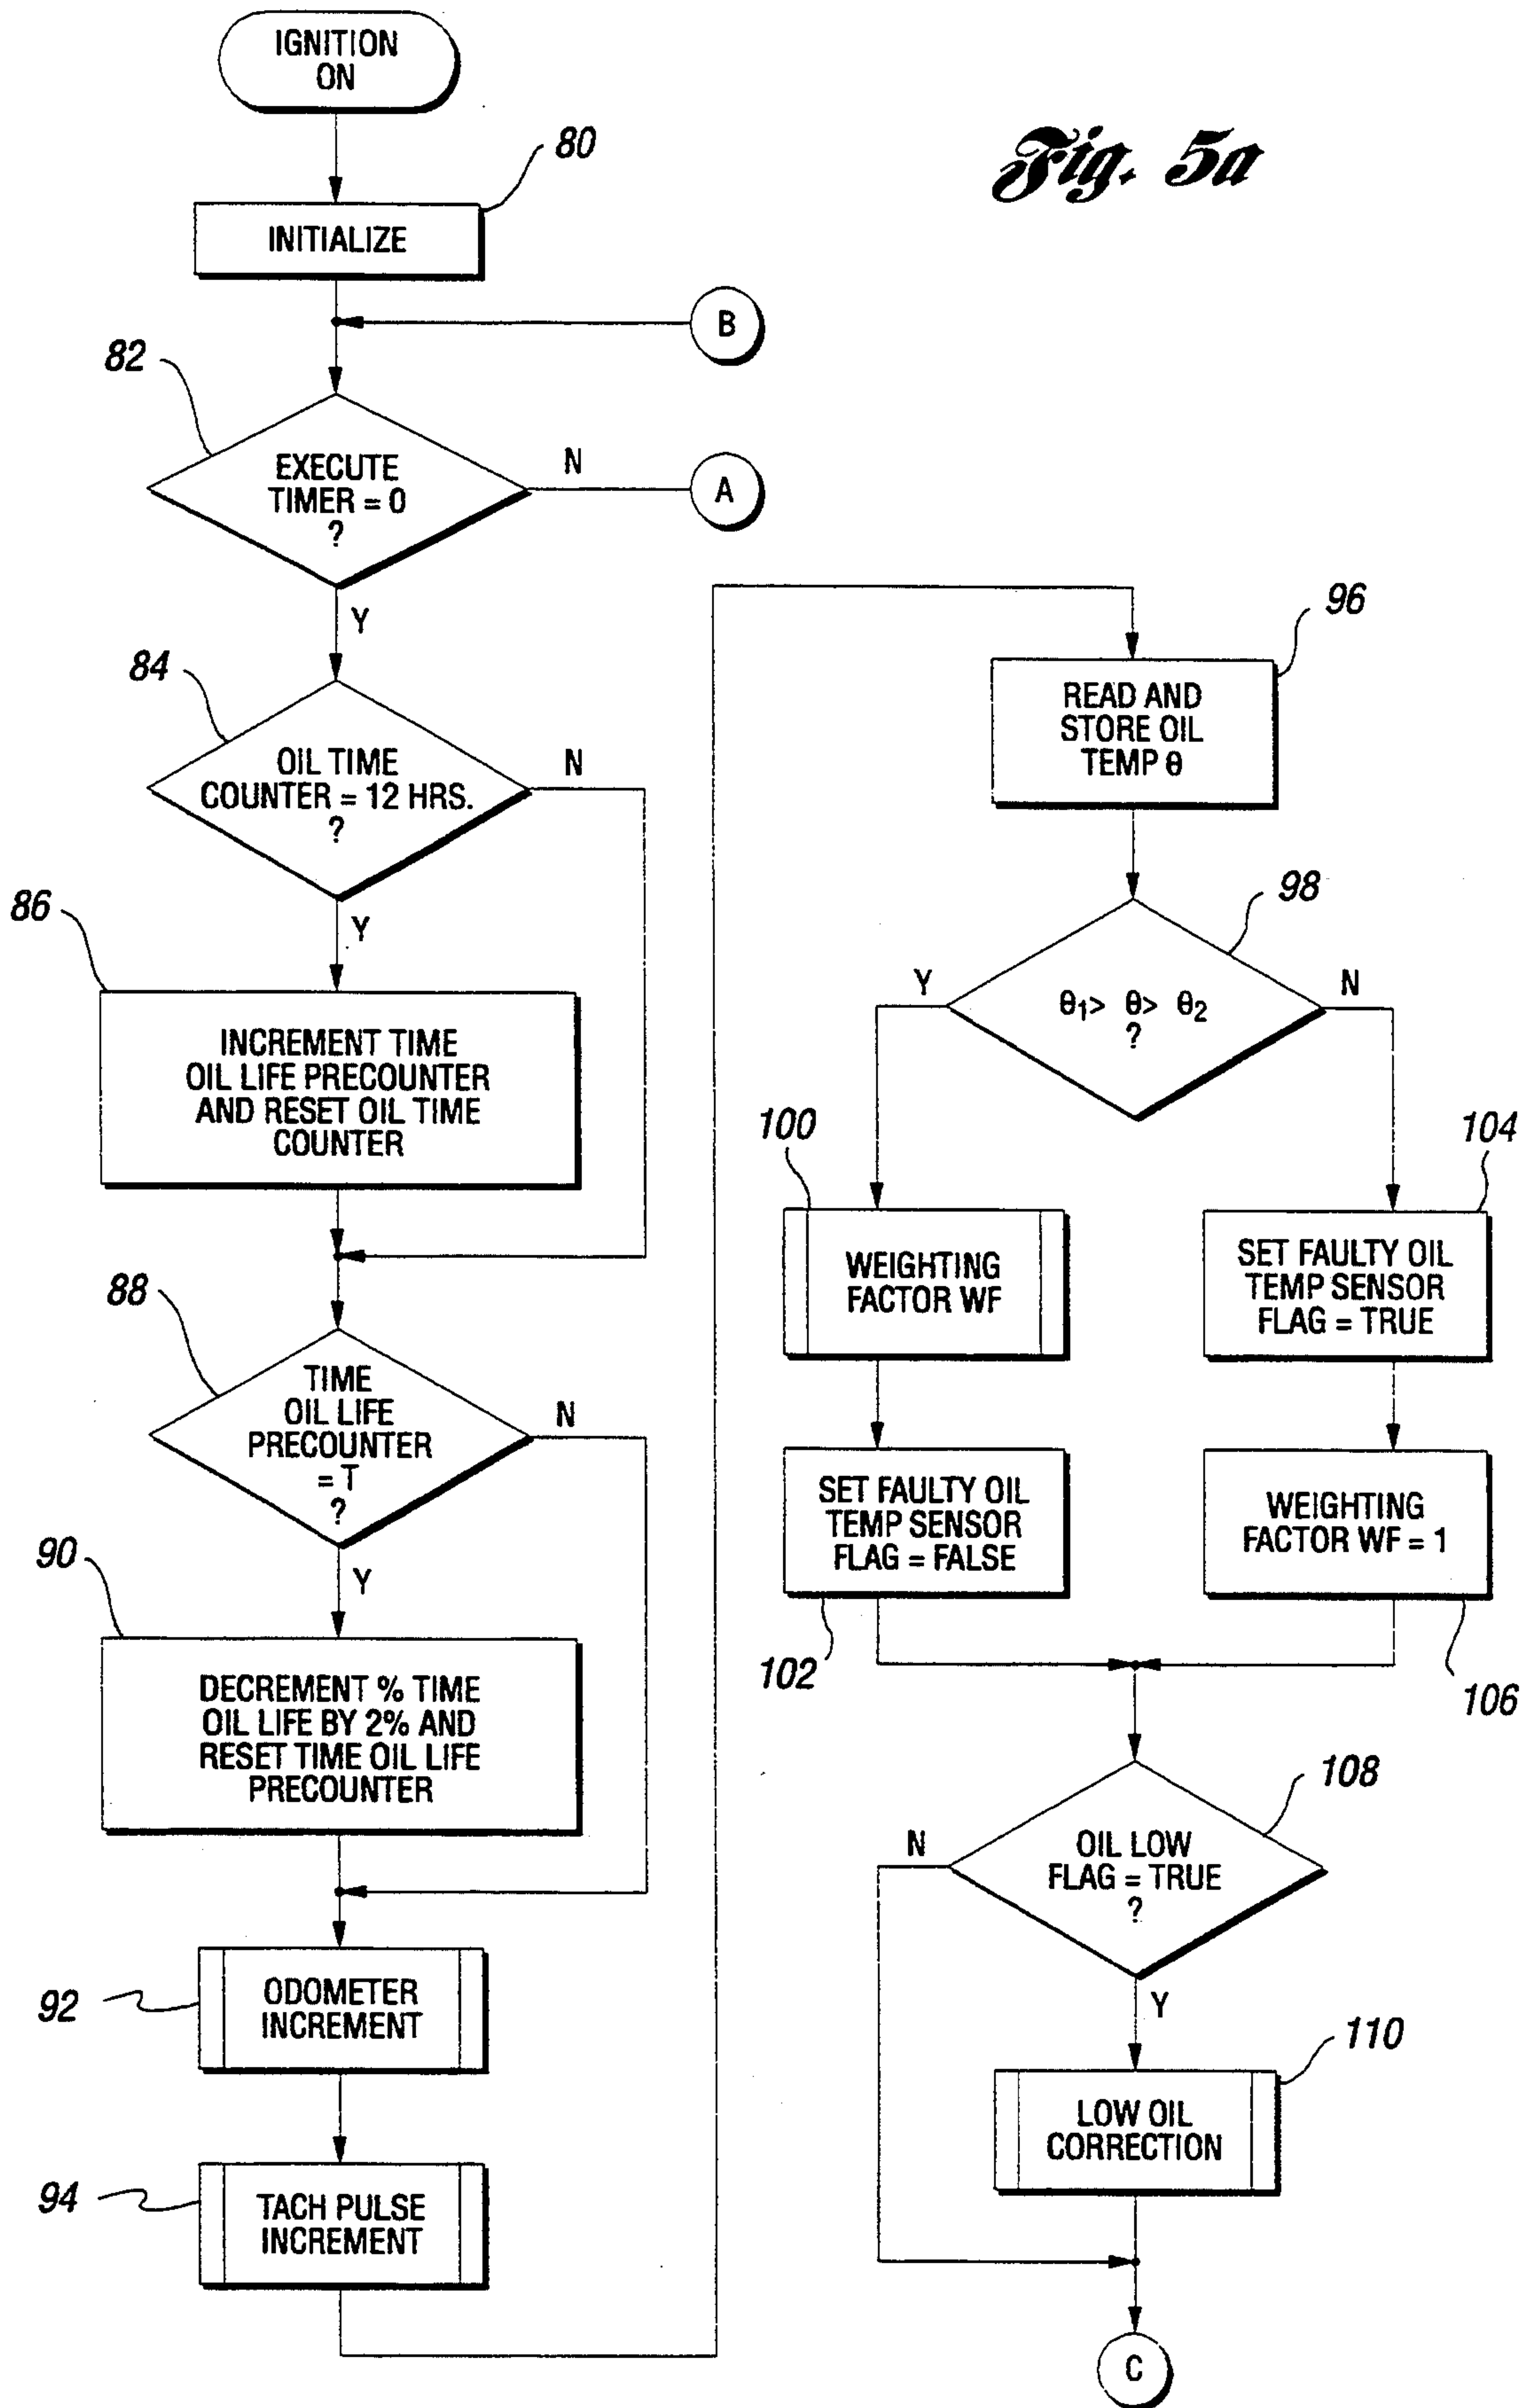 IGNITION
ON
Fig. 5a
80
INITIALIZE
B
82
EXECUTE
TIMER = 0
?
N
A
Y
84
OIL TIME
COUNTER = 12 HRS.
?
N
Y
86
INCREMENT TIME
OIL LIFE PRECOUNTER
AND RESET OIL TIME
COUNTER
88
TIME
OIL LIFE
PRECOUNTER
= T
?
N
Y
90
DECREMENT % TIME
OIL LIFE BY 2% AND
RESET TIME OIL LIFE
PRECOUNTER
92
ODOMETER
INCREMENT
94
TACH PULSE
INCREMENT
96
READ AND
STORE OIL
TEMP θ
98
θ₁> θ> θ₂
?
Y
N
100
WEIGHTING
FACTOR WF
104
SET FAULTY OIL
TEMP SENSOR
FLAG = TRUE
SET FAULTY OIL
TEMP SENSOR
FLAG = FALSE
102
WEIGHTING
FACTOR WF = 1
106
108
OIL LOW
FLAG = TRUE
?
N
Y
110
LOW OIL
CORRECTION
C